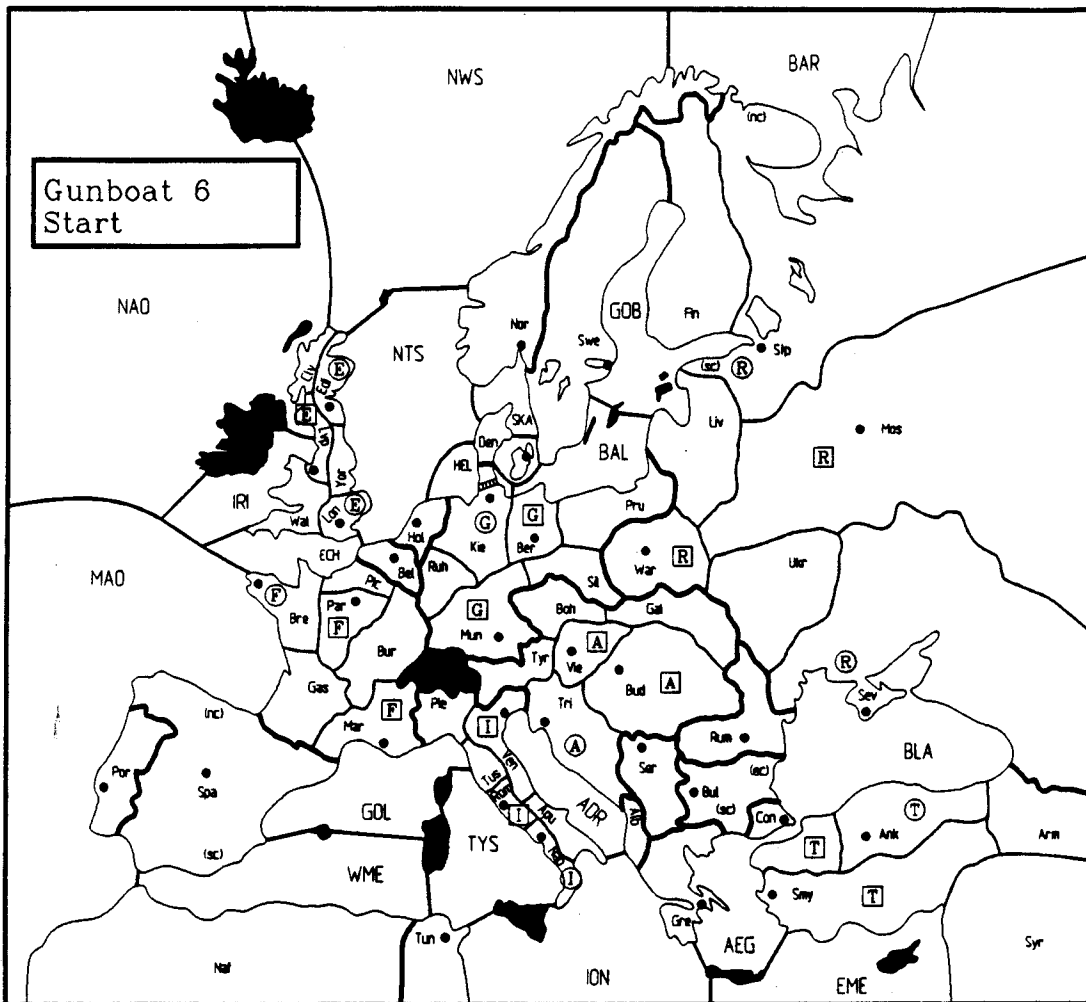 NWS
BAR
(nc)
Gunboat 6
Start
NAO
NTS
Nor
Swe
GOB
Fin
Stp
(sc)
R
Cly
Ed
E
E
SKA
Den
Liv
Mos
R
Lvp
Yor
HEL
BAL
IRI
Wal
Lon
E
Hol
Kie
G
G
Ber
Pru
War
R
Ukr
MAO
ECH
Bel
Ruh
Sil
Pic
Boh
Gal
F
Bre
Par
F
G
Mun
Bur
Tyr
Vie
A
Bud
A
R
Sev
Gas
Mar
F
Pie
I
Ven
Tri
A
Rum
BLA
(nc)
Por
Spa
Ser
(ec)
Tus
Rom
I
Apu
ADR
Alb
Bul
(sc)
Con
T
Ank
T
Arm
GOL
TYS
Nap
I
(sc)
WME
Smy
T
Gre
AEG
Tun
Naf
ION
EME
Syr